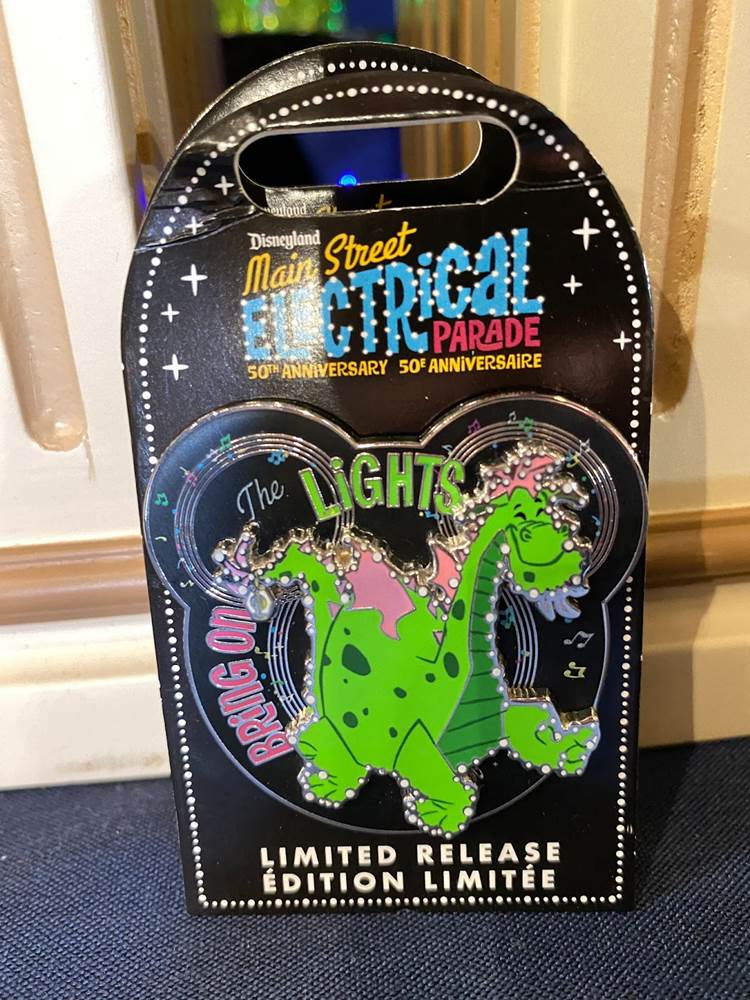 Disneyland
Main Street
ELECTRiCaL
PARADE
50TH ANNIVERSARY 50E ANNIVERSAIRE
The LiGHTS
BRiNG ON
LIMITED RELEASE
ÉDITION LIMITÉE